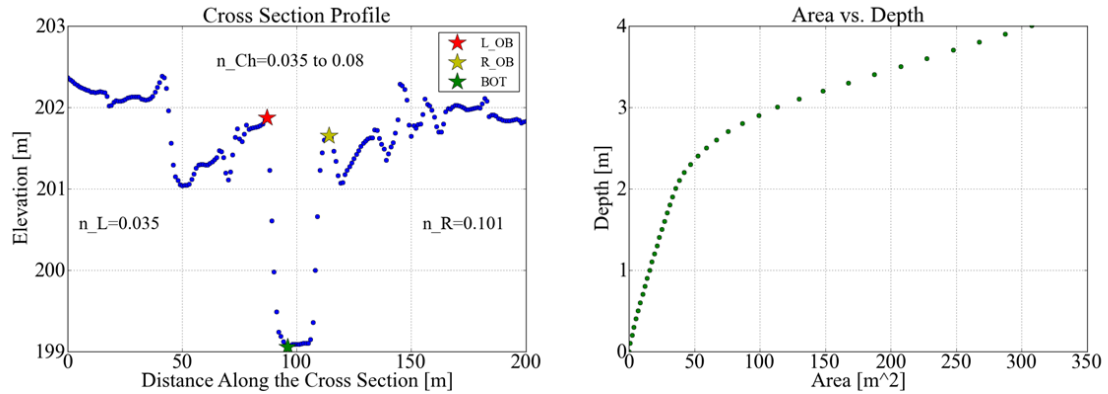 Cross Section Profile
203
202
201
200
199
Elevation [m]
n_Ch=0.035 to 0.08
L_OB
R_OB
BOT
n_L=0.035
n_R=0.101
0
50
100
150
200
Distance Along the Cross Section [m]
Area vs. Depth
4
3
2
1
0
Depth [m]
0
50
100
150
200
250
300
350
Area [m^2]